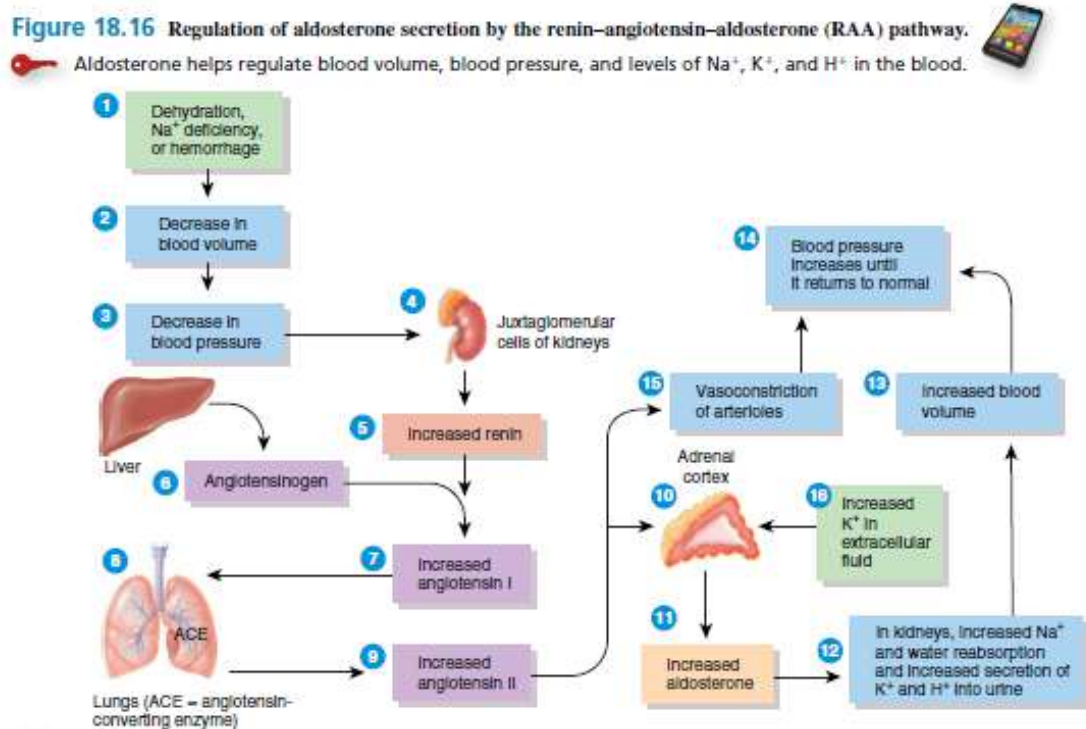 Figure 18.16 Regulation of aldosterone secretion by the renin–angiotensin–aldosterone (RAA) pathway.
Aldosterone helps regulate blood volume, blood pressure, and levels of Na⁺, K⁺, and H⁺ in the blood.
1
Dehydration,
Na⁺ deficiency,
or hemorrhage
2
Decrease in
blood volume
3
Decrease in
blood pressure
4
Juxtaglomerular
cells of kidneys
5
Increased renin
Liver
6
Angiotensinogen
7
Increased
angiotensin I
8
ACE
Lungs (ACE = angiotensin-
converting enzyme)
9
Increased
angiotensin II
Adrenal
cortex
10
11
Increased
aldosterone
12
In kidneys, increased Na⁺
and water reabsorption
and increased secretion of
K⁺ and H⁺ into urine
13
Increased blood
volume
14
Blood pressure
increases until
it returns to normal
15
Vasoconstriction
of arterioles
16
Increased
K⁺ in
extracellular
fluid